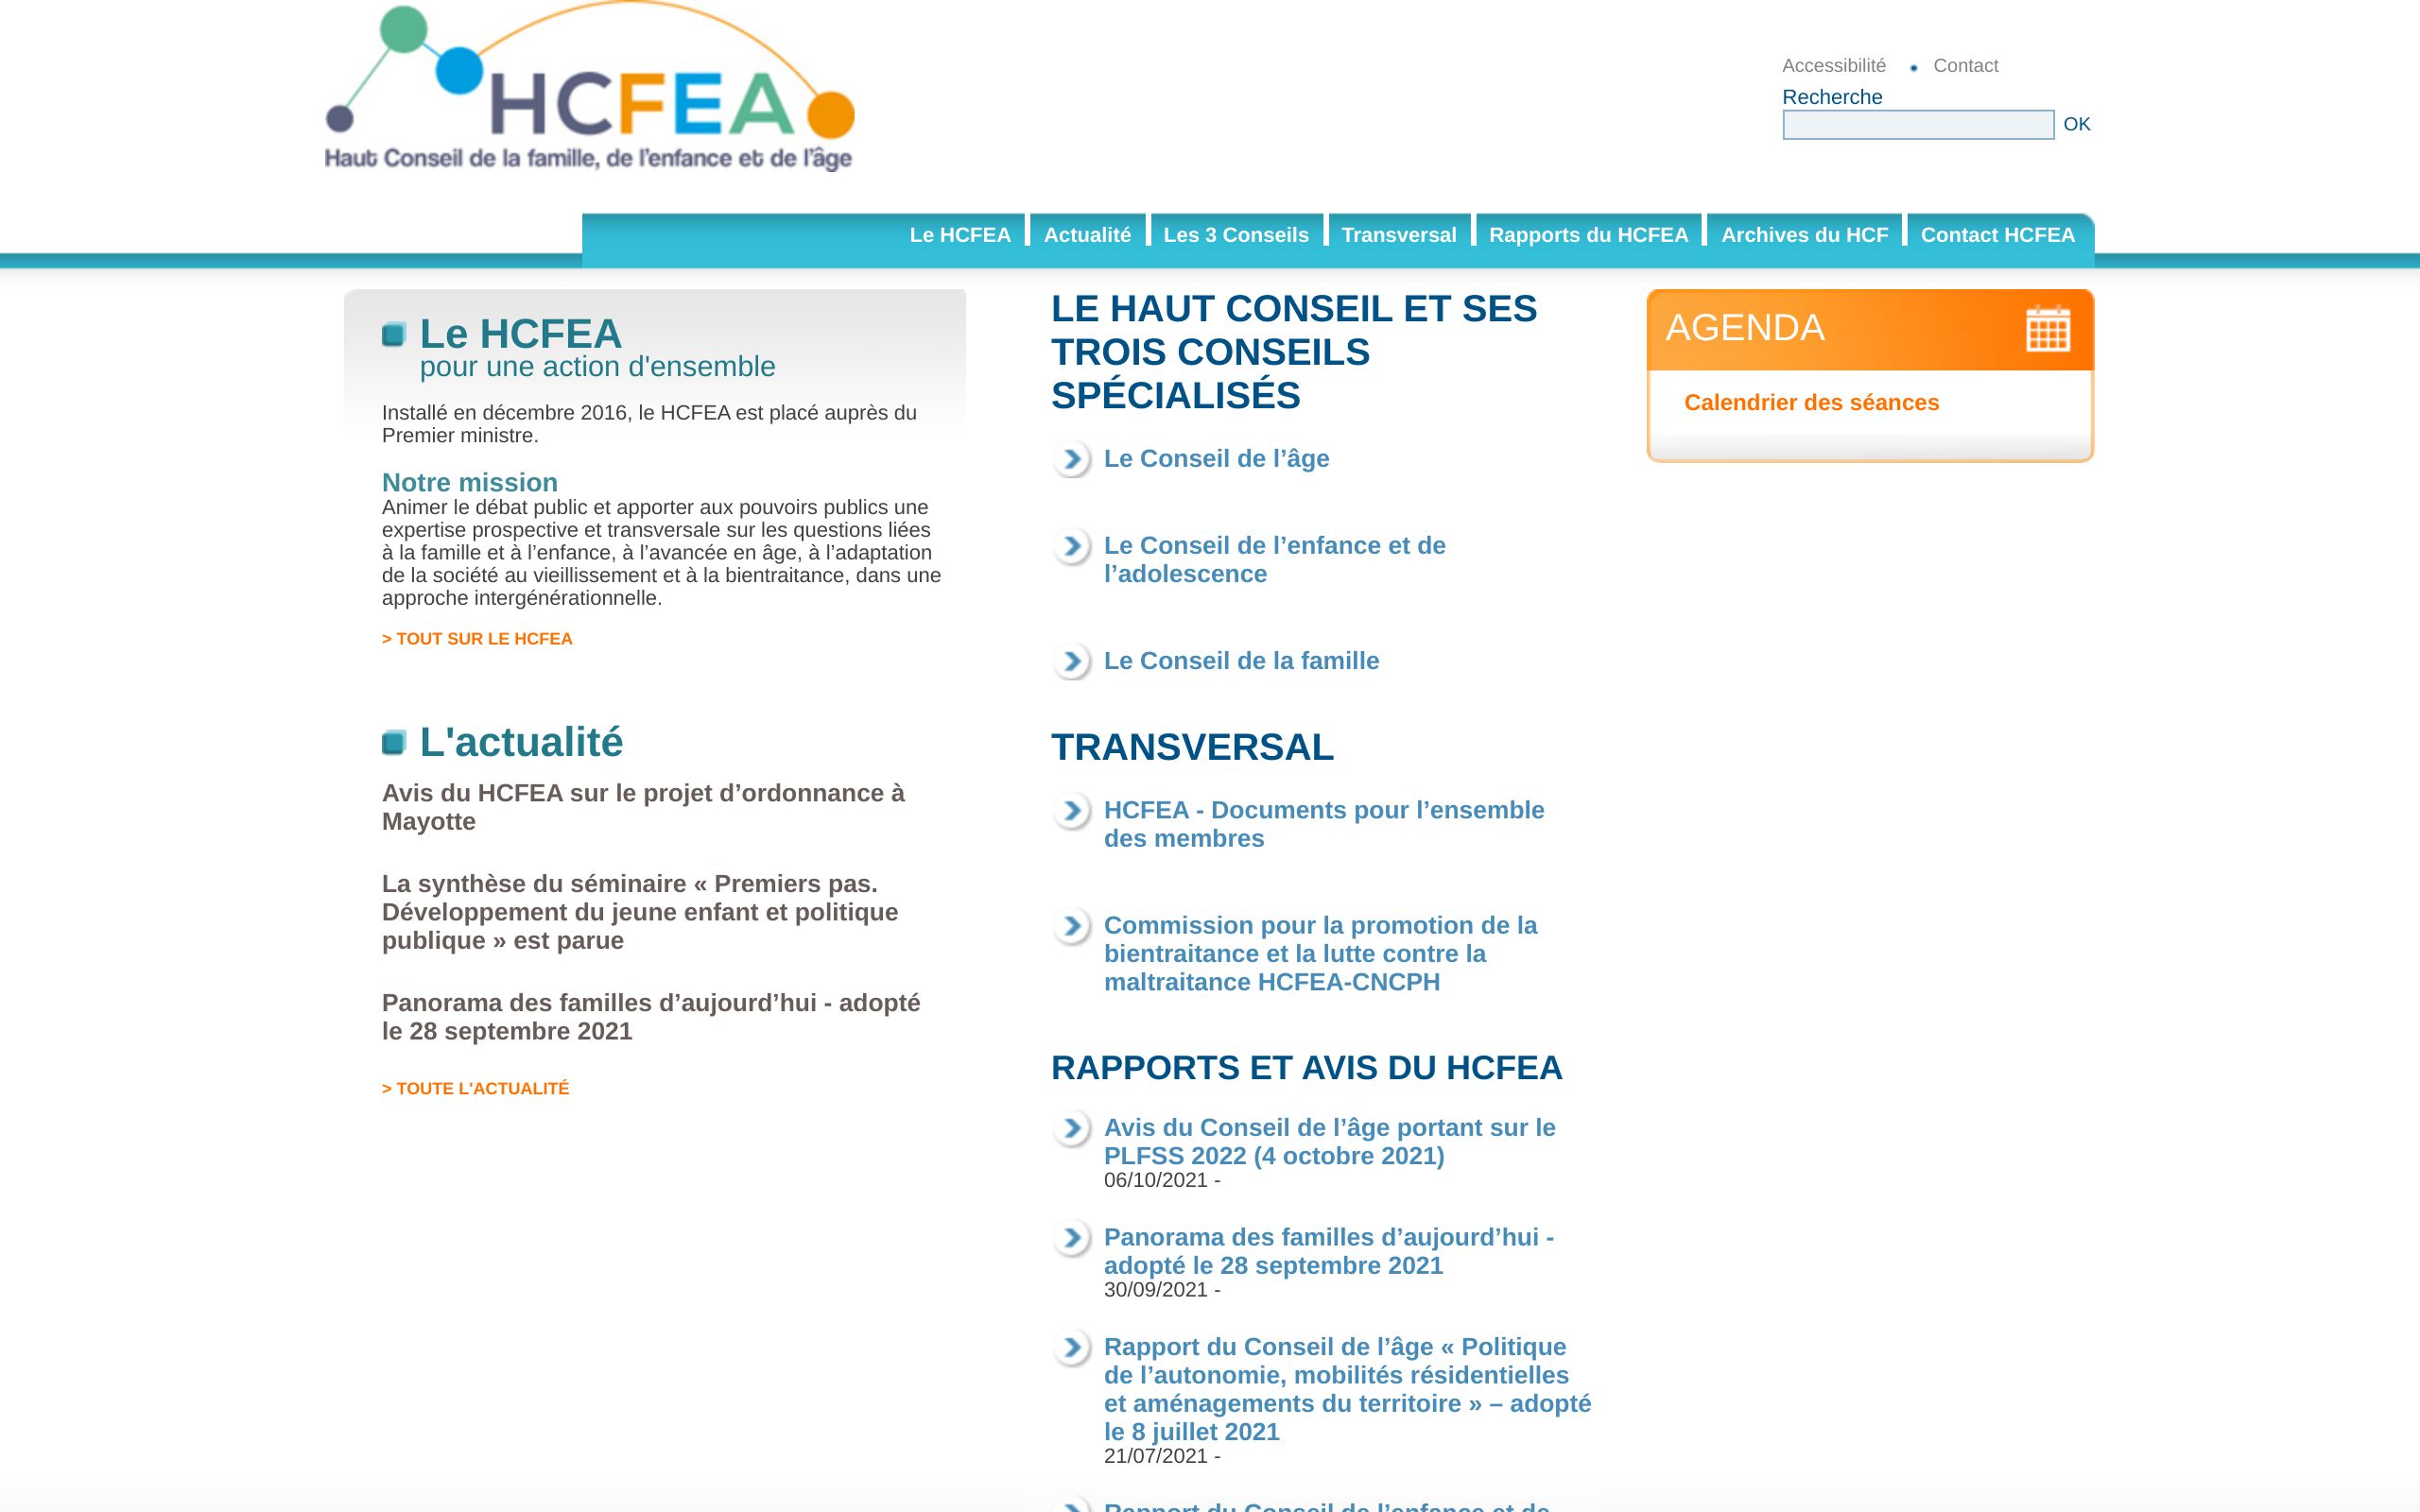 HCFEA
Haut Conseil de la famille, de l'enfance et de l'âge
Accessibilité • Contact
Recherche
OK
Le HCFEA
Actualité
Les 3 Conseils
Transversal
Rapports du HCFEA
Archives du HCF
Contact HCFEA
Le HCFEA
pour une action d'ensemble
Installé en décembre 2016, le HCFEA est placé auprès du
Premier ministre.
Notre mission
Animer le débat public et apporter aux pouvoirs publics une
expertise prospective et transversale sur les questions liées
à la famille et à l’enfance, à l’avancée en âge, à l’adaptation
de la société au vieillissement et à la bientraitance, dans une
approche intergénérationnelle.
> TOUT SUR LE HCFEA
L'actualité
Avis du HCFEA sur le projet d’ordonnance à
Mayotte
La synthèse du séminaire « Premiers pas.
Développement du jeune enfant et politique
publique » est parue
Panorama des familles d’aujourd’hui - adopté
le 28 septembre 2021
> TOUTE L'ACTUALITÉ
LE HAUT CONSEIL ET SES
TROIS CONSEILS
SPÉCIALISÉS
Le Conseil de l’âge
Le Conseil de l’enfance et de
l’adolescence
Le Conseil de la famille
TRANSVERSAL
HCFEA - Documents pour l’ensemble
des membres
Commission pour la promotion de la
bientraitance et la lutte contre la
maltraitance HCFEA-CNCPH
RAPPORTS ET AVIS DU HCFEA
Avis du Conseil de l’âge portant sur le
PLFSS 2022 (4 octobre 2021)
06/10/2021 -
Panorama des familles d’aujourd’hui -
adopté le 28 septembre 2021
30/09/2021 -
Rapport du Conseil de l’âge « Politique
de l’autonomie, mobilités résidentielles
et aménagements du territoire » – adopté
le 8 juillet 2021
21/07/2021 -
Rapport du Conseil de l’enfance et de
AGENDA
Calendrier des séances